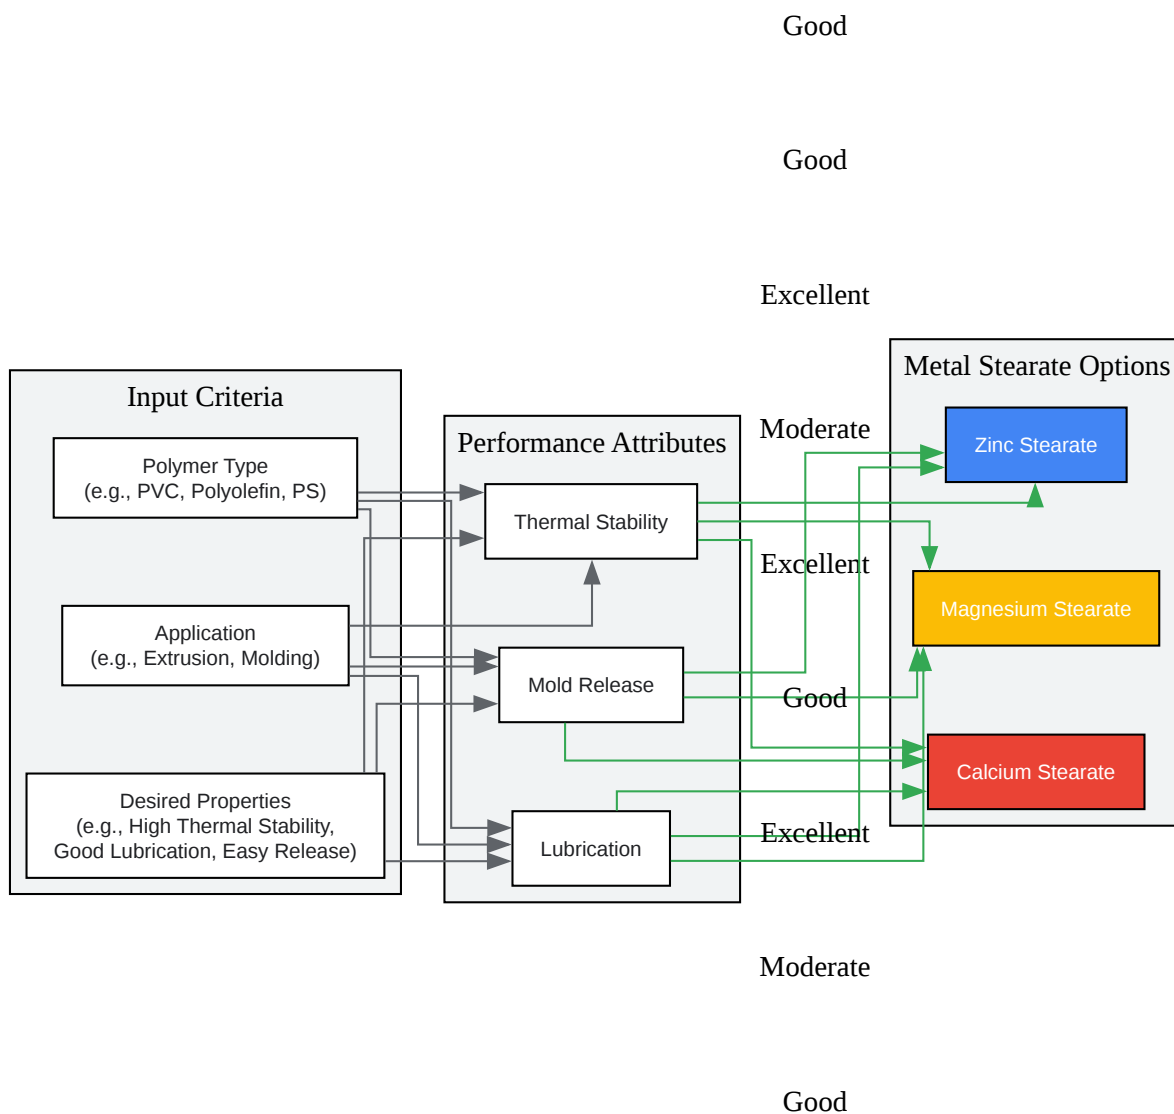 Good
Good
Excellent
Metal Stearate Options
Input Criteria
Moderate
Zinc Stearate
Performance Attributes
Polymer Type
(e.g., PVC, Polyolefin, PS)
Thermal Stability
Excellent
Magnesium Stearate
Application
(e.g., Extrusion, Molding)
Mold Release
Good
Calcium Stearate
Desired Properties
(e.g., High Thermal Stability,
Good Lubrication, Easy Release)
Excellent
Lubrication
Moderate
Good